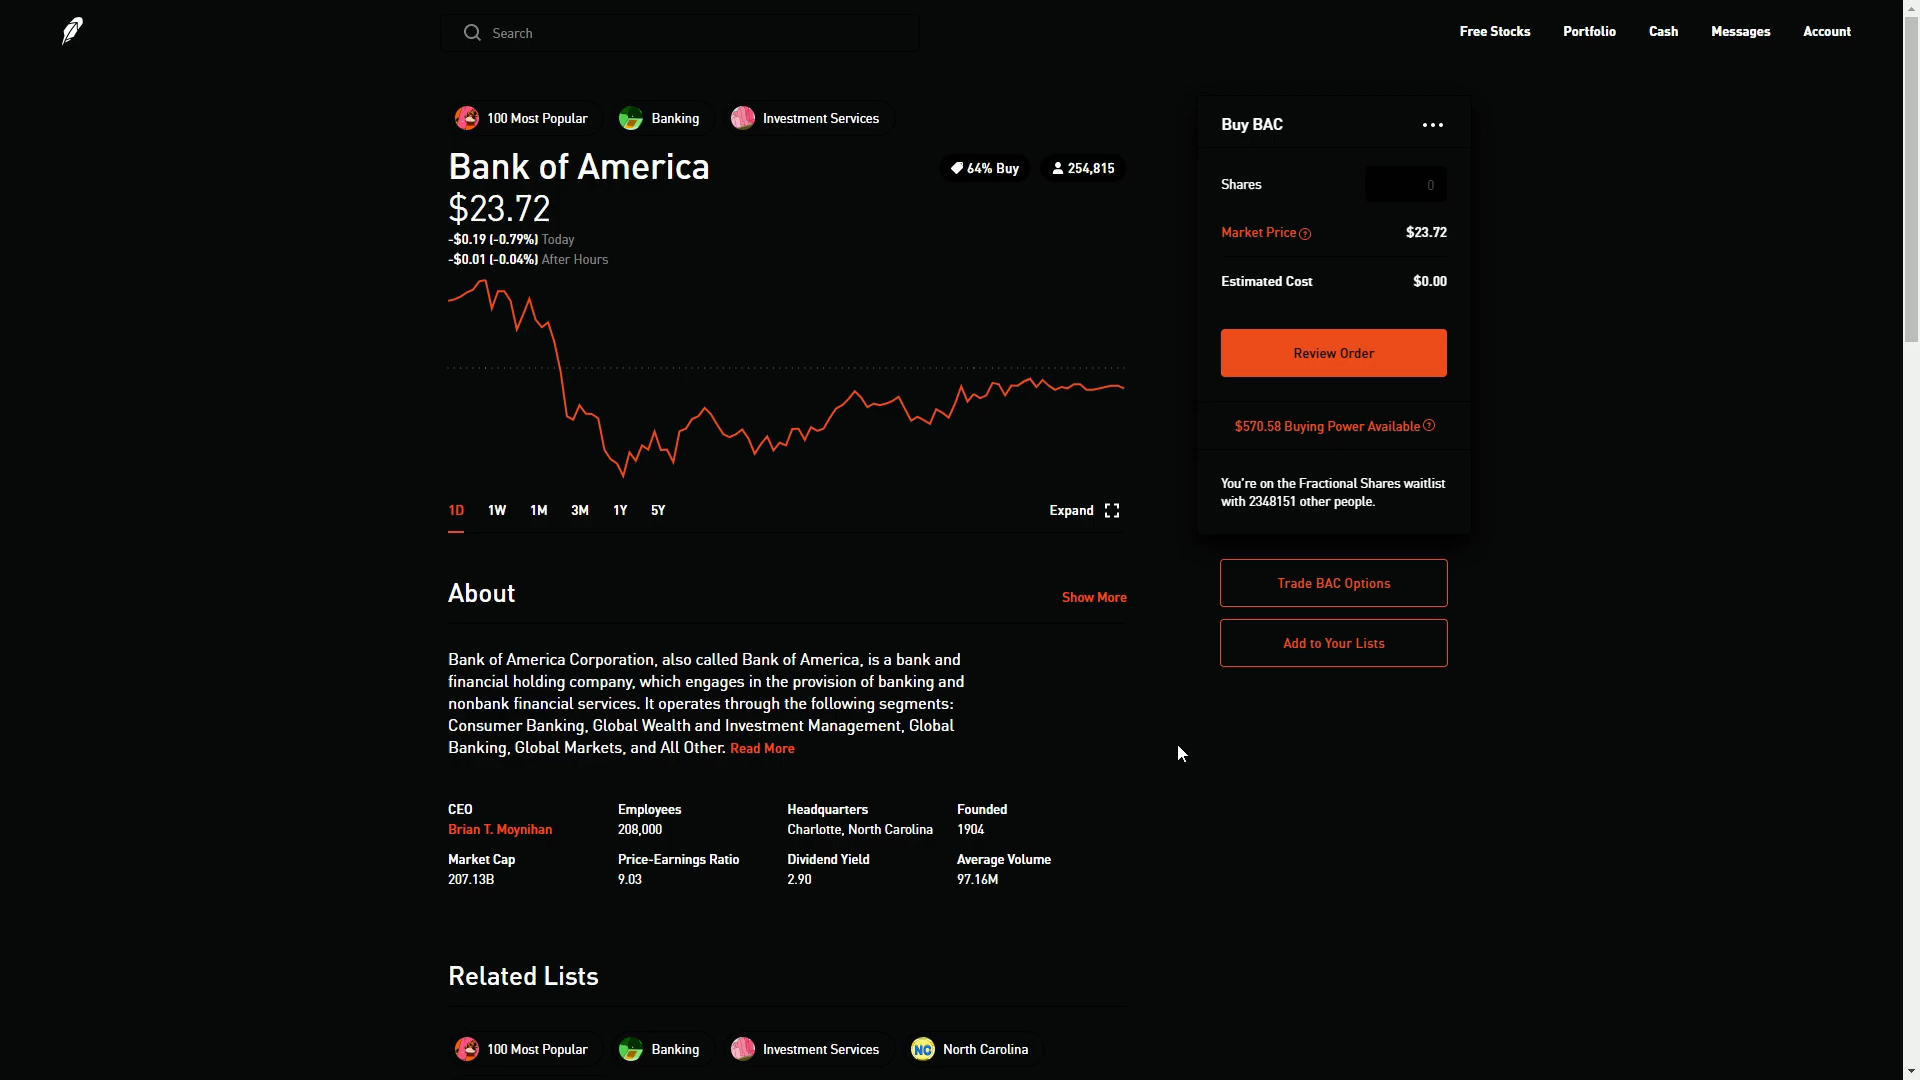 Search
Free Stocks
Portfolio
Cash
Messages
Account
100 Most Popular
Banking
Investment Services
Bank of America
64% Buy
254,815
$23.72
-$0.19 (-0.79%) Today
-$0.01 (-0.04%) After Hours
1D
1W
1M
3M
1Y
5Y
Expand
Buy BAC
Shares
0
Market Price
$23.72
Estimated Cost
$0.00
Review Order
$570.58 Buying Power Available
You're on the Fractional Shares waitlist
with 2348151 other people.
Trade BAC Options
Add to Your Lists
About
Show More
Bank of America Corporation, also called Bank of America, is a bank and
financial holding company, which engages in the provision of banking and
nonbank financial services. It operates through the following segments:
Consumer Banking, Global Wealth and Investment Management, Global
Banking, Global Markets, and All Other. Read More
CEO
Brian T. Moynihan
Employees
208,000
Headquarters
Charlotte, North Carolina
Founded
1904
Market Cap
207.13B
Price-Earnings Ratio
9.03
Dividend Yield
2.90
Average Volume
97.16M
Related Lists
100 Most Popular
Banking
Investment Services
NC
North Carolina